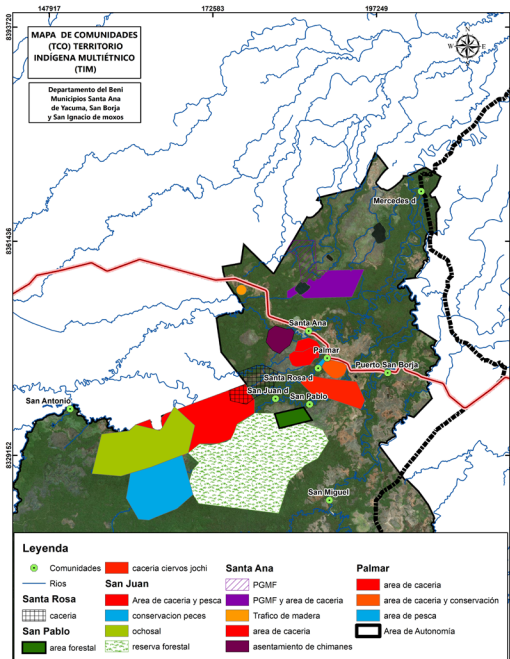 147917 172583 197249
8393720
MAPA DE COMUNIDADES
(TCO) TERRITORIO
INDÍGENA MULTIÉTNICO
(TIM)
N
W E
S
Departamento del Beni
Municipios Santa Ana
de Yacuma, San Borja
y San Ignacio de moxos
Mercedes d
8361436
Santa Ana
Palmar
Puerto San Borja
Santa Rosa d
San Juan d
San Pablo
San Antonio
8329152
San Miguel
Leyenda
Comunidades
Rios
Santa Rosa
caceria
San Pablo
area forestal
caceria ciervos jochi
San Juan
Area de caceria y pesca
conservacion peces
ochosal
reserva forestal
Santa Ana
PGMF
PGMF y area de caceria
Trafico de madera
area de caceria
asentamiento de chimanes
Palmar
area de caceria
area de caceria y conservación
area de pesca
Area de Autonomía